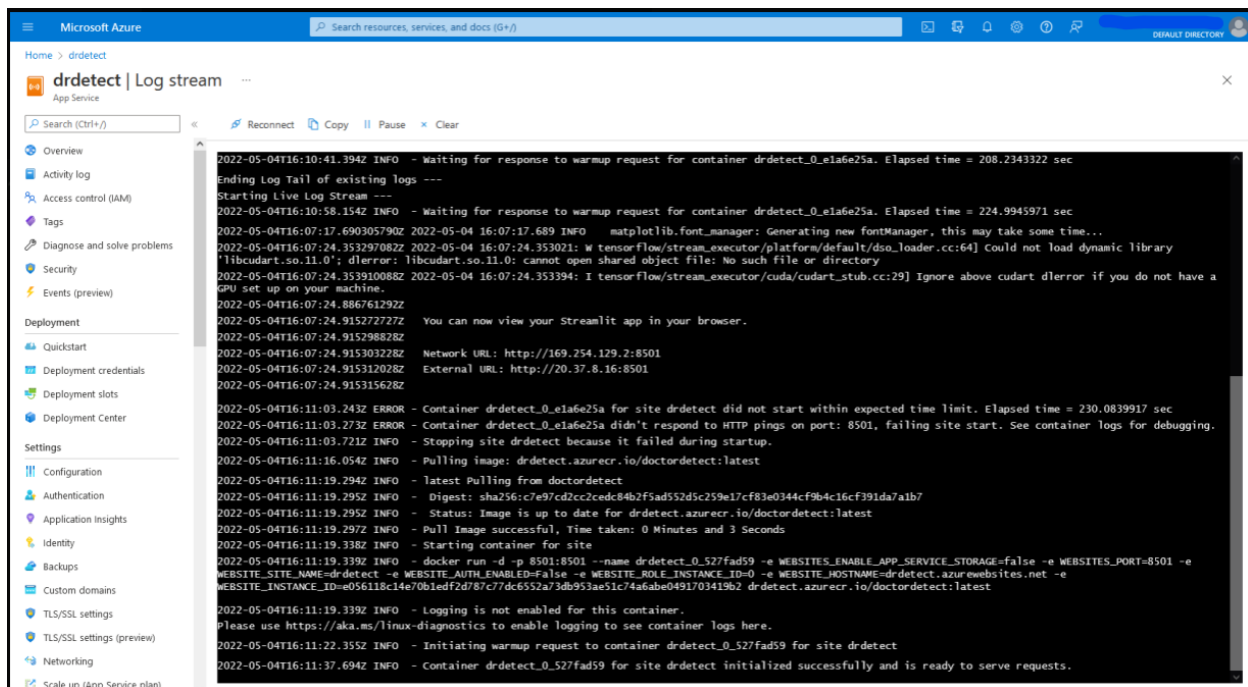 Microsoft Azure
Search resources, services, and docs (G+/)
DEFAULT DIRECTORY
Home > drdetect
drdetect | Log stream ...
App Service
Search (Ctrl+/)
«
Reconnect
Copy
Pause
Clear
Overview
Activity log
Access control (IAM)
Tags
Diagnose and solve problems
Security
Events (preview)
Deployment
Quickstart
Deployment credentials
Deployment slots
Deployment Center
Settings
Configuration
Authentication
Application Insights
Identity
Backups
Custom domains
TLS/SSL settings
TLS/SSL settings (preview)
Networking
Scale up (App Service plan)
2022-05-04T16:10:41.394Z INFO - Waiting for response to warmup request for container drdetect_0_e1a6e25a. Elapsed time = 208.2343322 sec
Ending Log Tail of existing logs ---
Starting Live Log Stream ---
2022-05-04T16:10:58.154Z INFO - Waiting for response to warmup request for container drdetect_0_e1a6e25a. Elapsed time = 224.9945971 sec
2022-05-04T16:07:17.690305790Z 2022-05-04 16:07:17.689 INFO matplotlib.font_manager: Generating new fontManager, this may take some time...
2022-05-04T16:07:24.353297082Z 2022-05-04 16:07:24.353021: W tensorflow/stream_executor/platform/default/dso_loader.cc:64] Could not load dynamic library
'libcudart.so.11.0'; dlerror: libcudart.so.11.0: cannot open shared object file: No such file or directory
2022-05-04T16:07:24.353910088Z 2022-05-04 16:07:24.353394: I tensorflow/stream_executor/cuda/cudart_stub.cc:29] Ignore above cudart dlerror if you do not have a
GPU set up on your machine.
2022-05-04T16:07:24.886761292Z
2022-05-04T16:07:24.915272727Z You can now view your Streamlit app in your browser.
2022-05-04T16:07:24.915298828Z
2022-05-04T16:07:24.915303228Z Network URL: http://169.254.129.2:8501
2022-05-04T16:07:24.915312028Z External URL: http://20.37.8.16:8501
2022-05-04T16:07:24.915315628Z
2022-05-04T16:11:03.243Z ERROR - Container drdetect_0_e1a6e25a for site drdetect did not start within expected time limit. Elapsed time = 230.0839917 sec
2022-05-04T16:11:03.273Z ERROR - Container drdetect_0_e1a6e25a didn't respond to HTTP pings on port: 8501, failing site start. See container logs for debugging.
2022-05-04T16:11:03.721Z INFO - Stopping site drdetect because it failed during startup.
2022-05-04T16:11:16.054Z INFO - Pulling image: drdetect.azurecr.io/doctordetect:latest
2022-05-04T16:11:19.294Z INFO - latest Pulling from doctordetect
2022-05-04T16:11:19.295Z INFO - Digest: sha256:c7e97cd2cc2cedc84b2f5ad552d5c259e17cf83e0344cf9b4c16cf391da7a1b7
2022-05-04T16:11:19.295Z INFO - Status: Image is up to date for drdetect.azurecr.io/doctordetect:latest
2022-05-04T16:11:19.297Z INFO - Pull Image successful, Time taken: 0 Minutes and 3 Seconds
2022-05-04T16:11:19.338Z INFO - Starting container for site
2022-05-04T16:11:19.339Z INFO - docker run -d -p 8501:8501 --name drdetect_0_527fad59 -e WEBSITES_ENABLE_APP_SERVICE_STORAGE=false -e WEBSITES_PORT=8501 -e
WEBSITE_SITE_NAME=drdetect -e WEBSITE_AUTH_ENABLED=False -e WEBSITE_ROLE_INSTANCE_ID=0 -e WEBSITE_HOSTNAME=drdetect.azurewebsites.net -e
WEBSITE_INSTANCE_ID=e056118c14e70b1edf2d787c77dc6552a73db953ae51c74a6abe0491703419b2 drdetect.azurecr.io/doctordetect:latest
2022-05-04T16:11:19.339Z INFO - Logging is not enabled for this container.
Please use https://aka.ms/linux-diagnostics to enable logging to see container logs here.
2022-05-04T16:11:22.355Z INFO - Initiating warmup request to container drdetect_0_527fad59 for site drdetect
2022-05-04T16:11:37.694Z INFO - Container drdetect_0_527fad59 for site drdetect initialized successfully and is ready to serve requests.